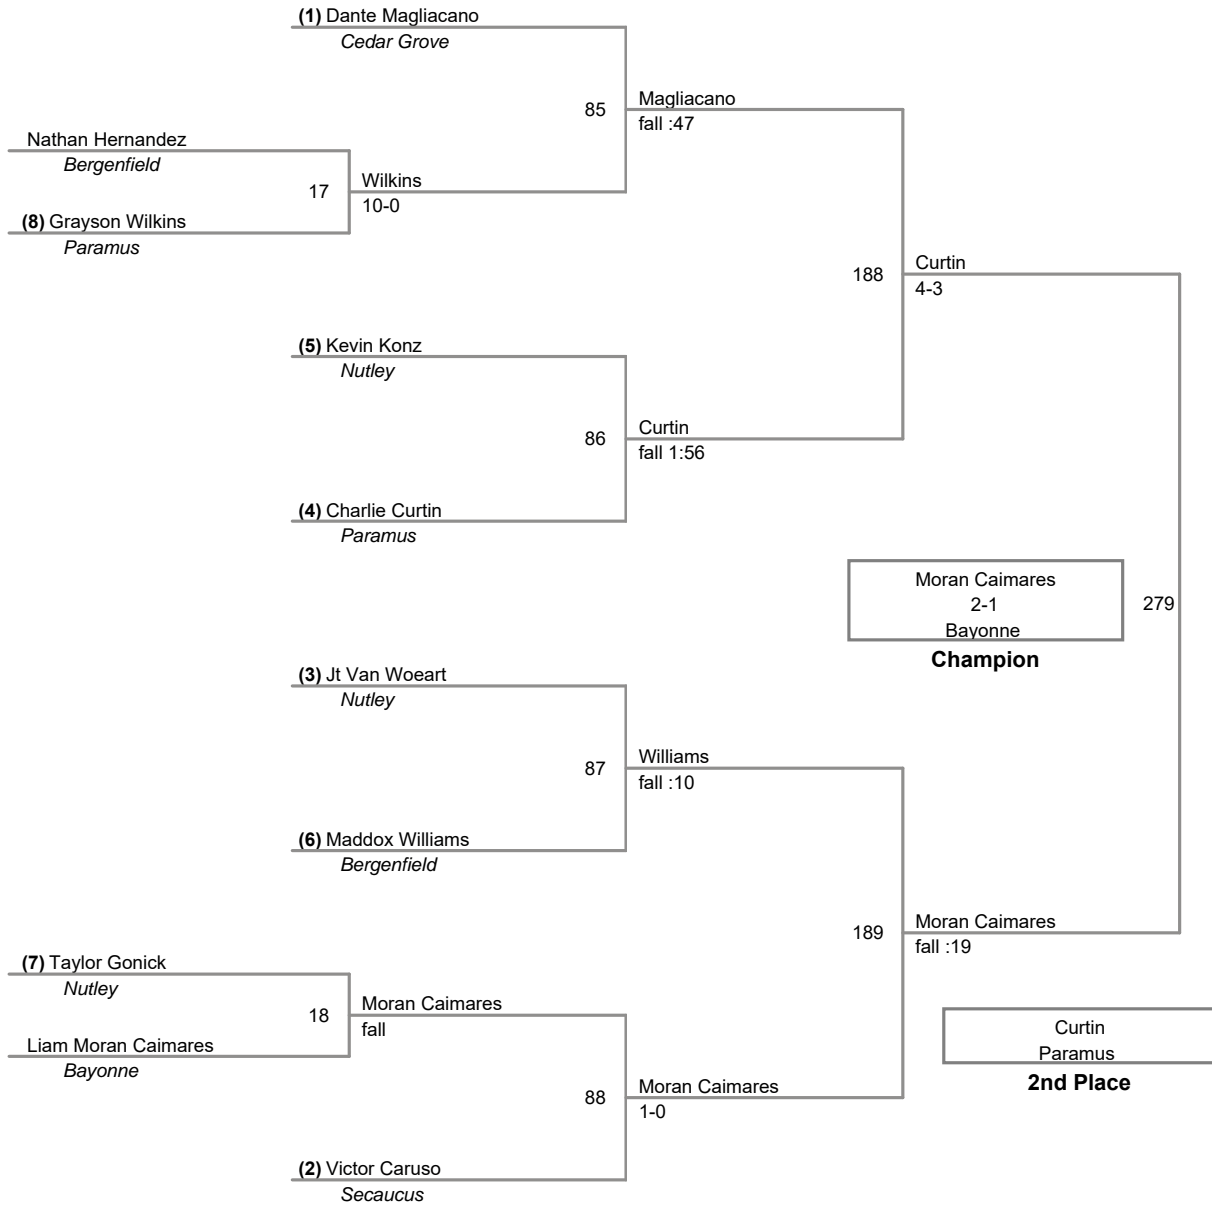 (1) Dante Magliacano
Cedar Grove
85
Magliacano
fall :47
Nathan Hernandez
Bergenfield
17
Wilkins
10-0
(8) Grayson Wilkins
Paramus
188
Curtin
4-3
(5) Kevin Konz
Nutley
86
Curtin
fall 1:56
(4) Charlie Curtin
Paramus
Moran Caimares
2-1
Bayonne
Champion
279
(3) Jt Van Woeart
Nutley
87
Williams
fall :10
(6) Maddox Williams
Bergenfield
189
Moran Caimares
fall :19
(7) Taylor Gonick
Nutley
18
Moran Caimares
fall
Liam Moran Caimares
Bayonne
88
Moran Caimares
1-0
(2) Victor Caruso
Secaucus
Curtin
Paramus
2nd Place